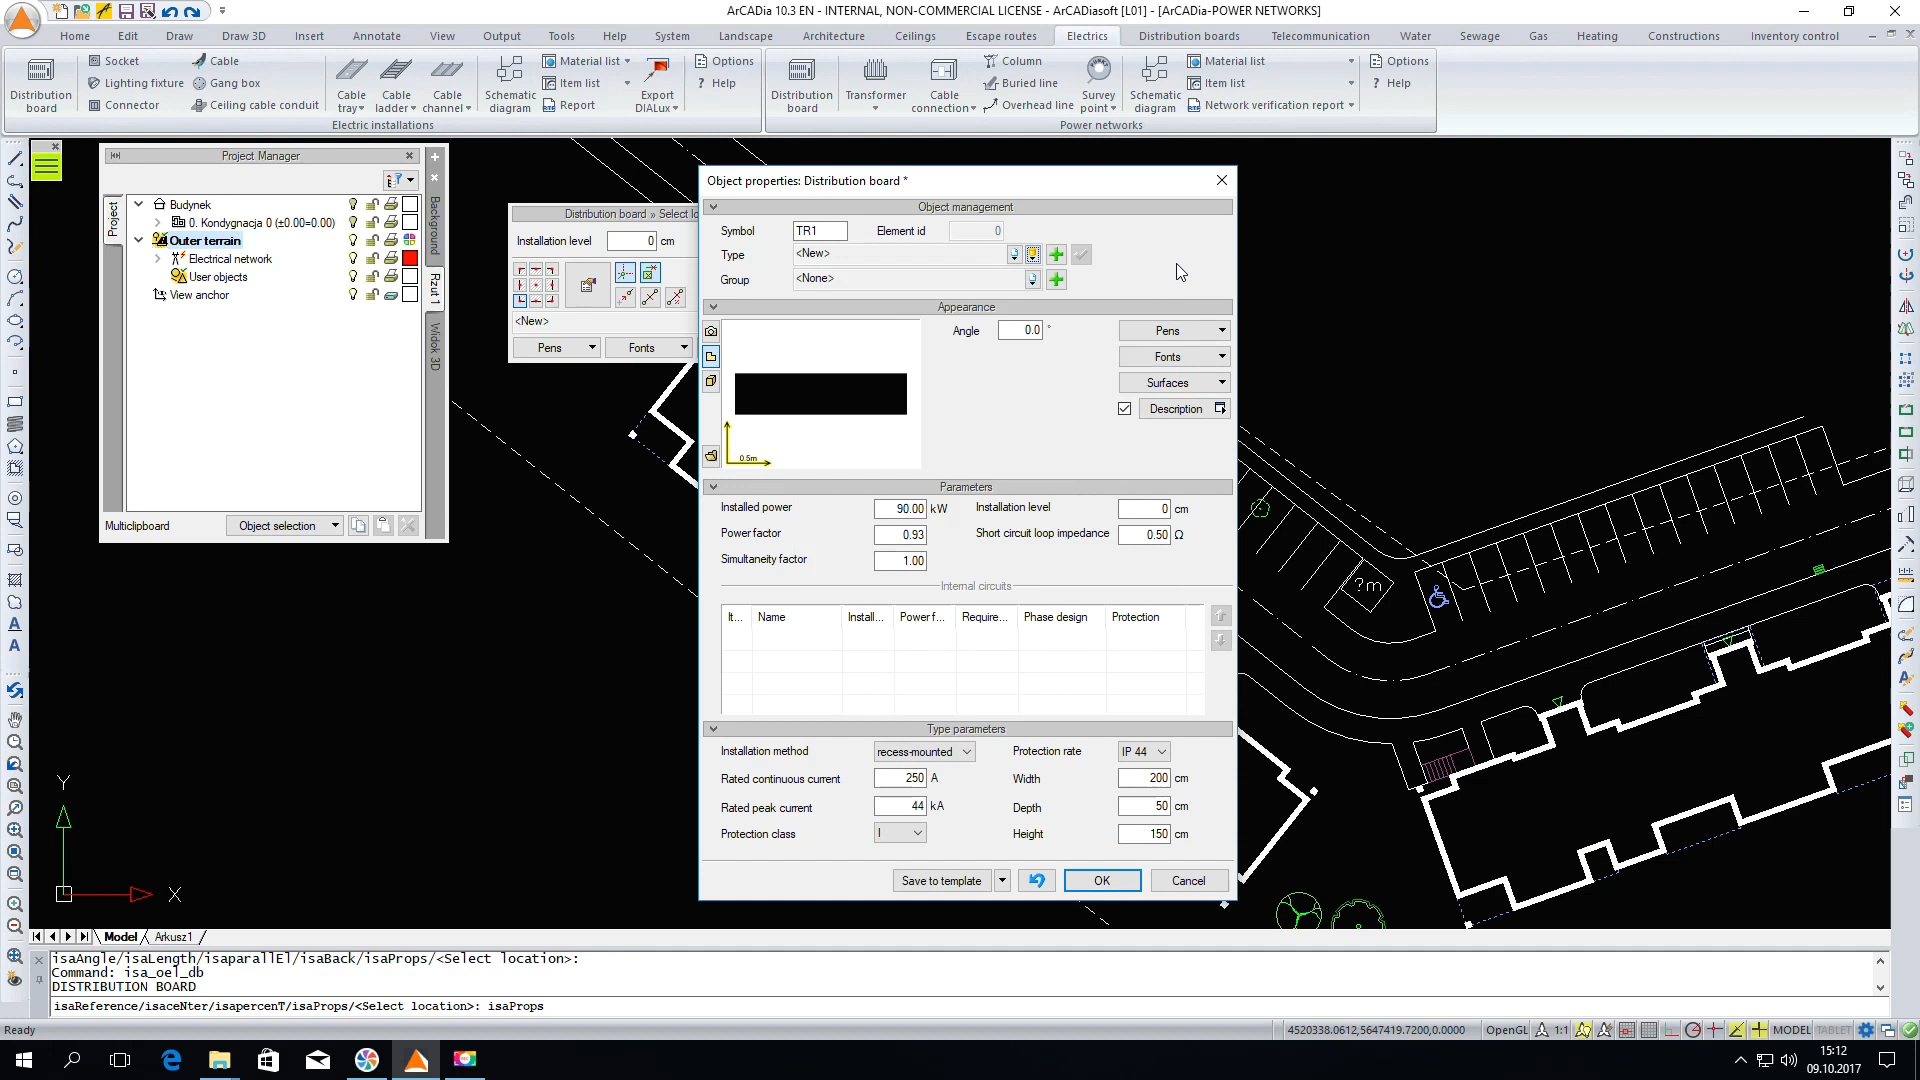 ArCADia 10.3 EN - INTERNAL, NON-COMMERCIAL LICENSE - ArCADiasoft [L01] - [ArCADia-POWER NETWORKS]
Home Edit Draw Draw 3D Insert Annotate View Output Tools Help System Landscape Architecture Ceilings Escape routes Electrics Distribution boards Telecommunication Water Sewage Gas Heating Constructions Inventory control
Distribution board
Socket
Lighting fixture
Connector
Cable
Gang box
Ceiling cable conduit
Cable tray
Cable ladder
Cable channel
Schematic diagram
Material list
Item list
Report
Export DIALux
Options
Help
Electric installations
Distribution board
Transformer
Cable connection
Column
Buried line
Overhead line
Survey point
Schematic diagram
Material list
Item list
Network verification report
Options
Help
Power networks
Project Manager
Project
Budynek
0. Kondygnacja 0 (±0.00=0.00)
Outer terrain
Electrical network
User objects
View anchor
Multiclipboard
Object selection
Background
Rzut 1
Widok 3D
Distribution board » Select lo
Installation level 0 cm
<New>
Pens Fonts
Object properties: Distribution board *
Object management
Symbol TR1 Element id 0
Type <New>
Group <None>
Appearance
Angle 0.0 °
Pens
Fonts
Surfaces
Description
0.5m
Parameters
Installed power 90.00 kW Installation level 0 cm
Power factor 0.93 Short circuit loop impedance 0.50 Ω
Simultaneity factor 1.00
Internal circuits
It... Name Install... Power f... Require... Phase design Protection
Type parameters
Installation method recess-mounted Protection rate IP 44
Rated continuous current 250 A Width 200 cm
Rated peak current 44 kA Depth 50 cm
Protection class I Height 150 cm
Save to template OK Cancel
?m
Y
X
Model Arkusz1
isaAngle/isaLength/isaparallEl/isaBack/isaProps/<Select location>:
Command: isa_oel_db
DISTRIBUTION BOARD
isaReference/isaceNter/isapercenT/isaProps/<Select location>: isaProps
Ready 4520338.0612,5647419.7200,0.0000 OpenGL 1:1 MODEL TABLET
15:12
09.10.2017